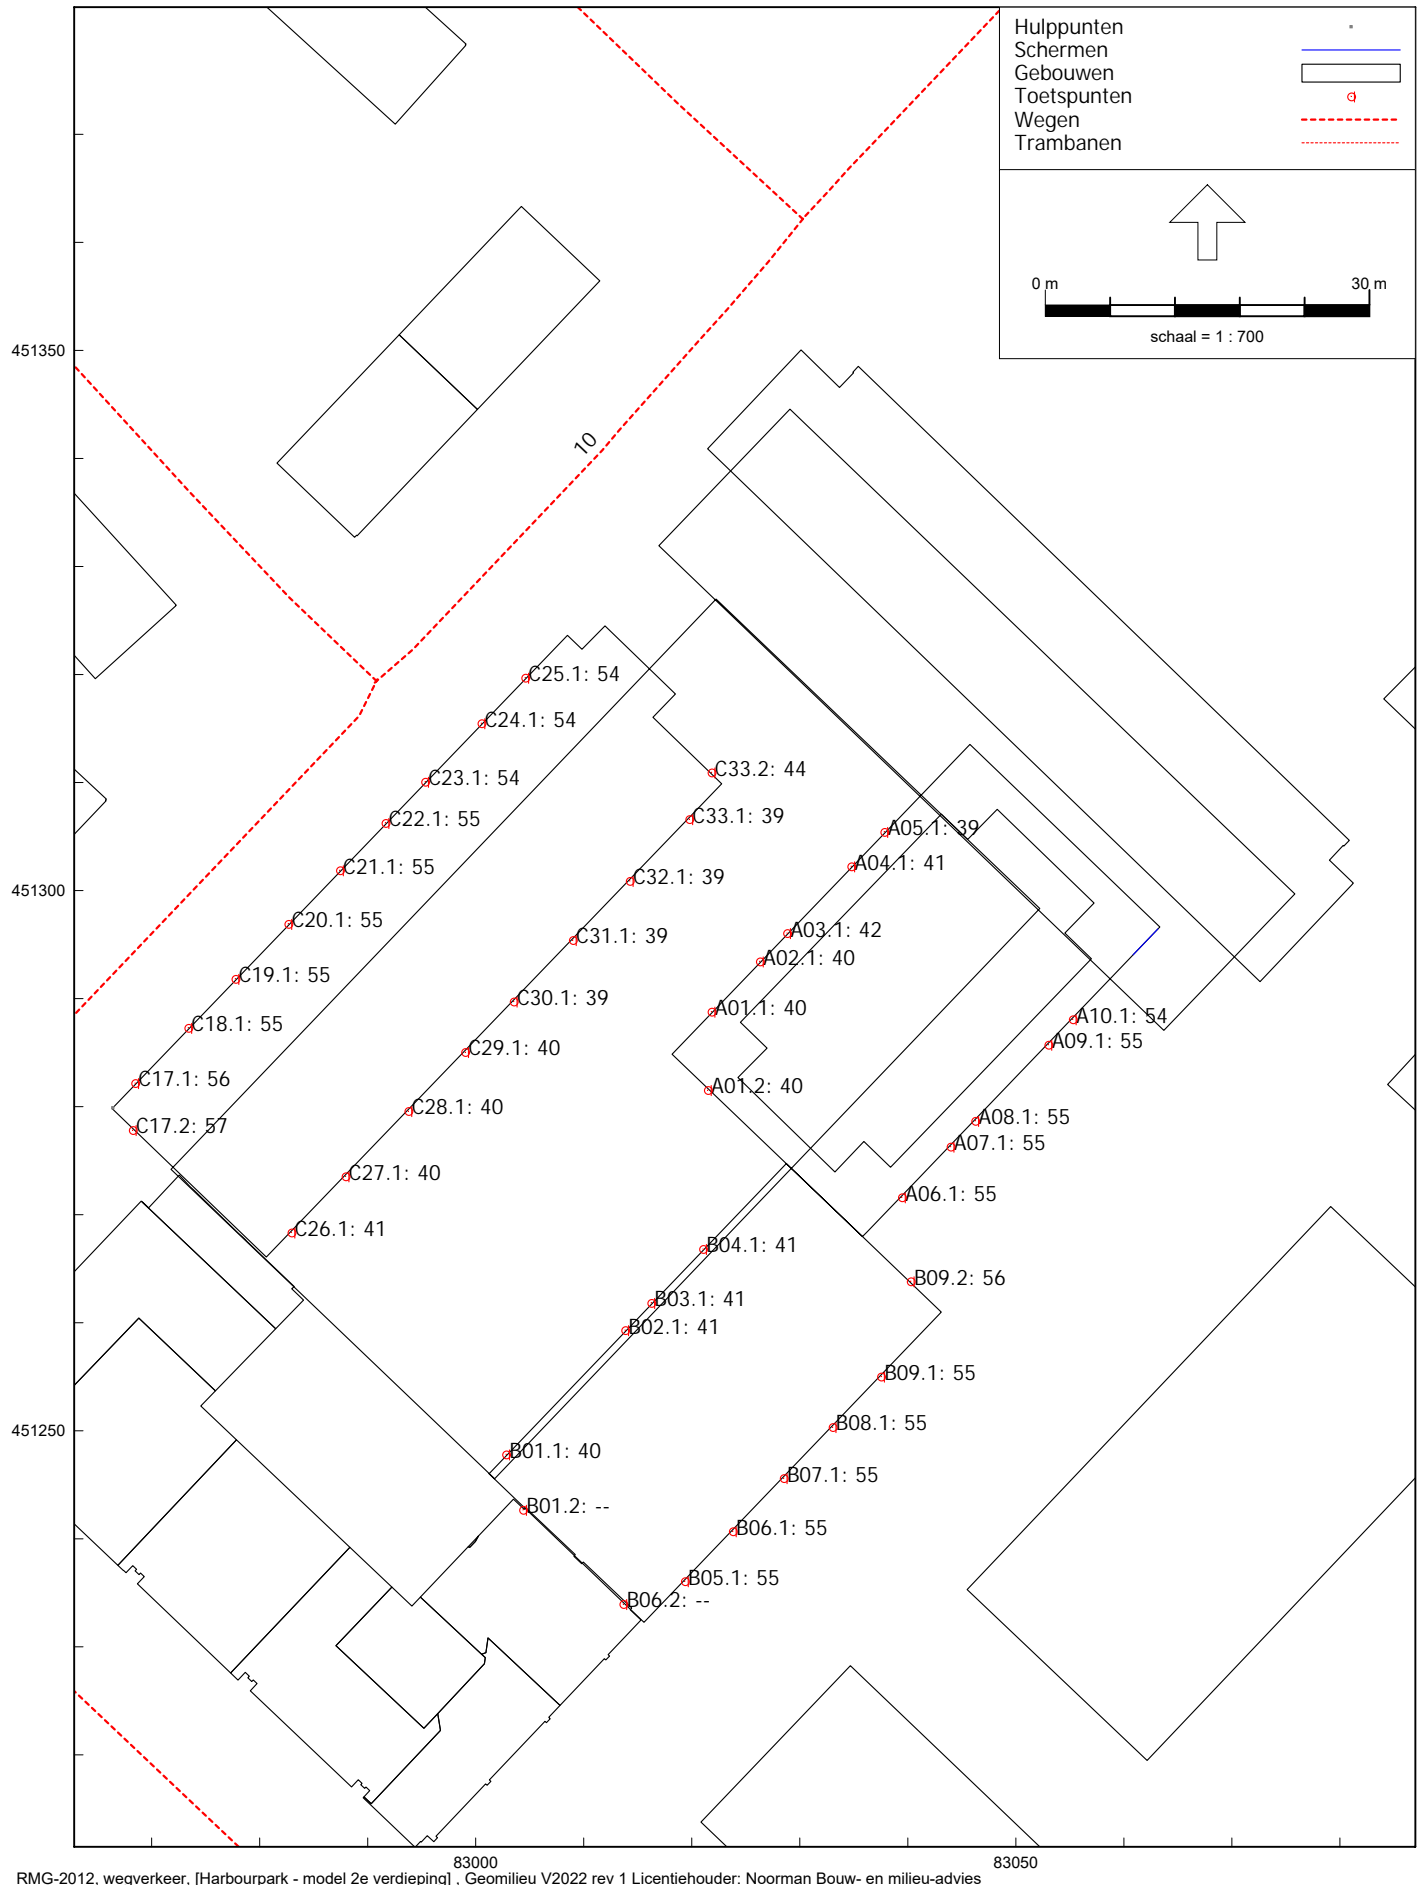 Hulppunten
Schermen
Gebouwen
Toetspunten
Wegen
Trambanen
0 m 30 m
schaal = 1 : 700
451350
10
C25.1: 54
C24.1: 54
C33.2: 44
C23.1: 54
C33.1: 39
C22.1: 55
A05.1: 39
C21.1: 55
A04.1: 41
C32.1: 39
451300
C20.1: 55
A03.1: 42
C31.1: 39
A02.1: 40
C19.1: 55
C30.1: 39
A01.1: 40
A10.1: 54
C18.1: 55
A09.1: 55
C29.1: 40
C17.1: 56
A01.2: 40
C28.1: 40
A08.1: 55
C17.2: 57
A07.1: 55
C27.1: 40
A06.1: 55
C26.1: 41
B04.1: 41
B09.2: 56
B03.1: 41
B02.1: 41
B09.1: 55
451250
B08.1: 55
B01.1: 40
B07.1: 55
B01.2: --
B06.1: 55
B05.1: 55
B06.2: --
83000
83050
RMG-2012, wegverkeer, [Harbourpark - model 2e verdieping] , Geomilieu V2022 rev 1 Licentiehouder: Noorman Bouw- en milieu-advies